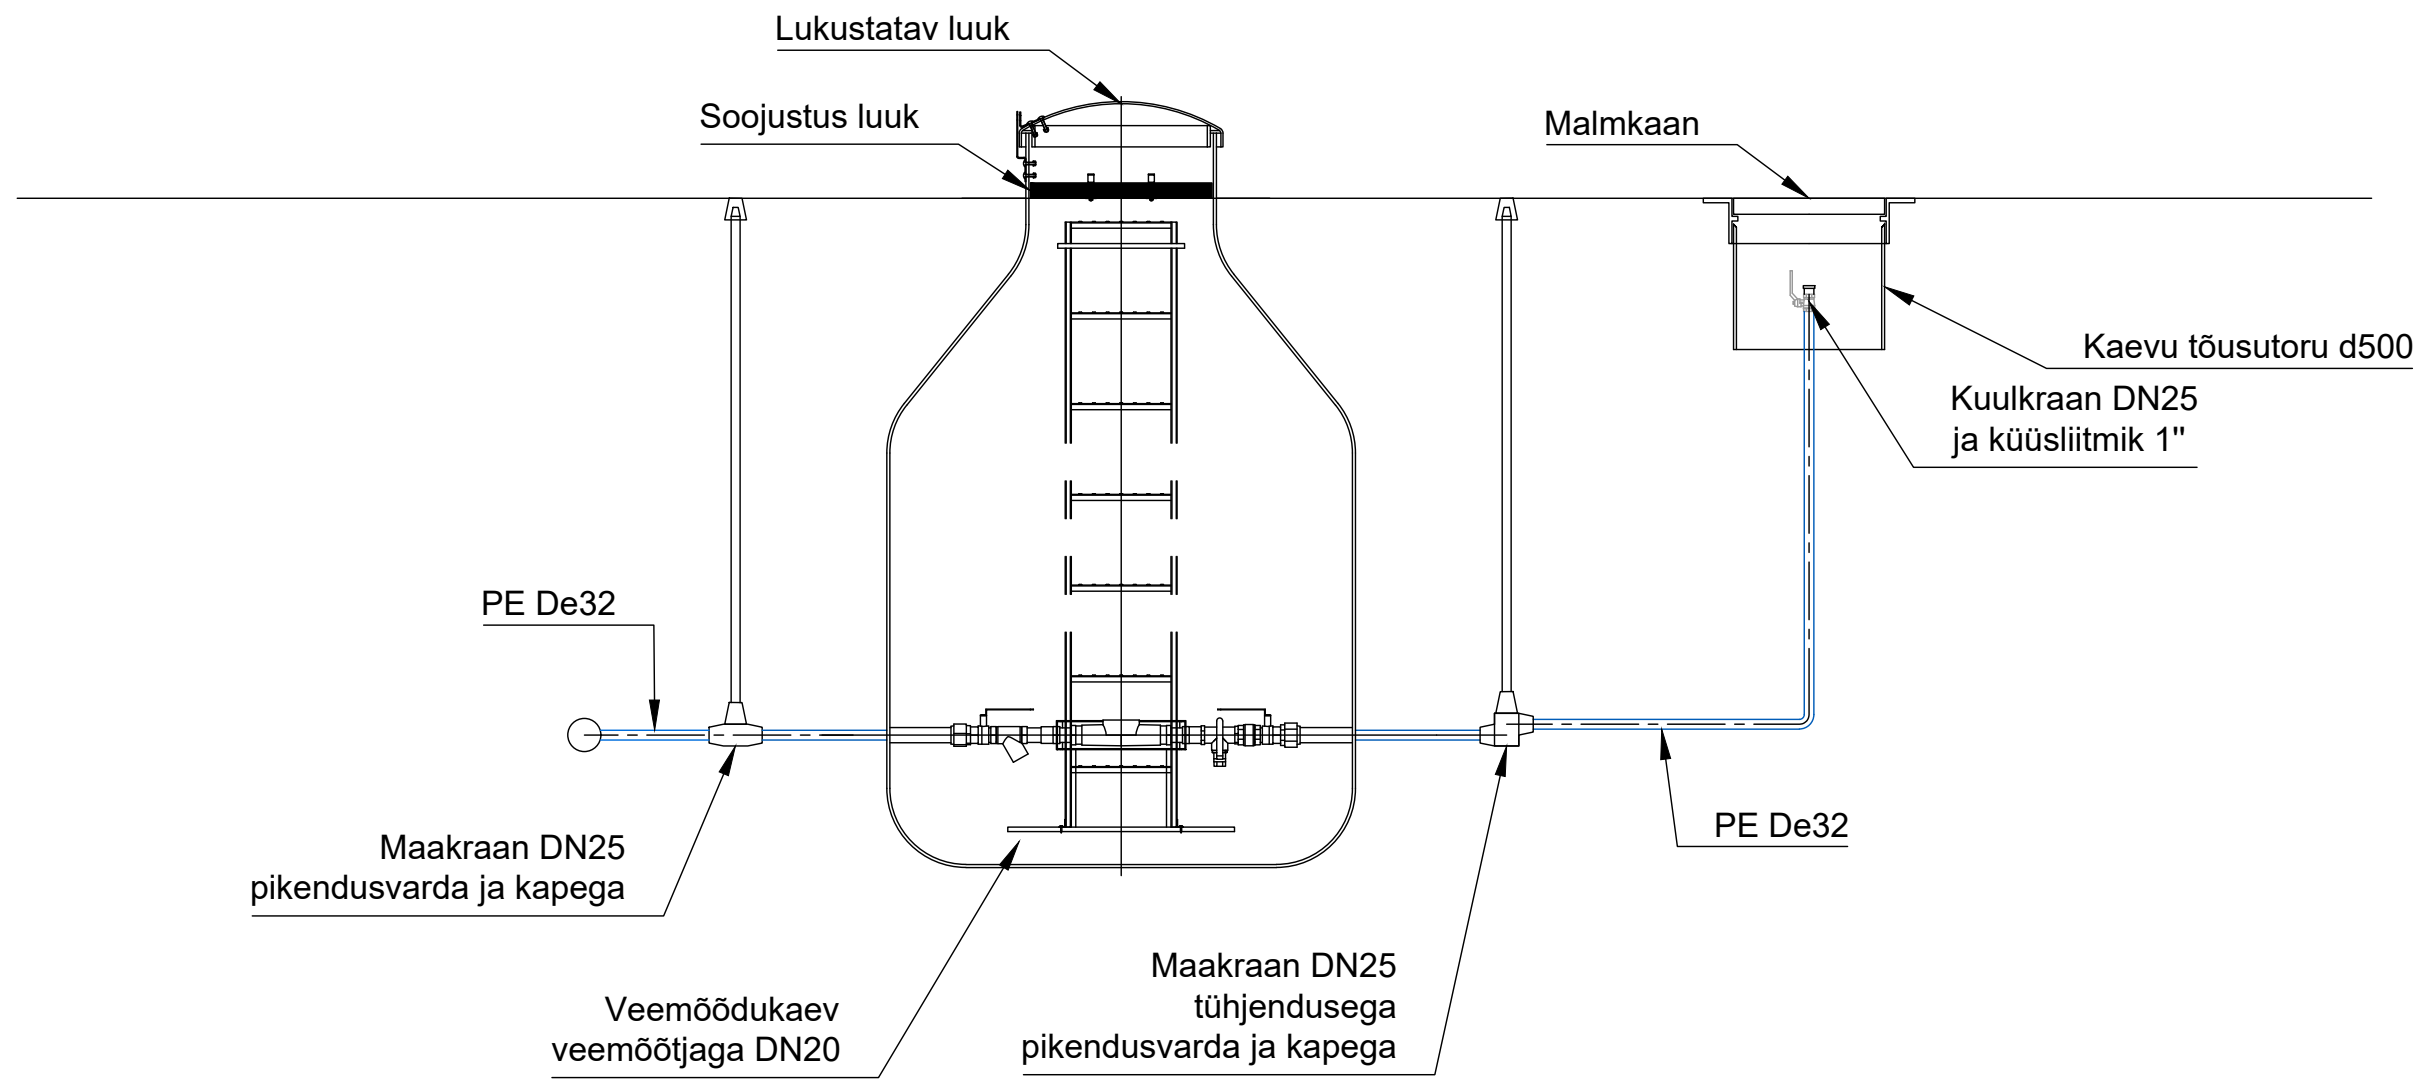 Lukustatav luuk
Soojustus luuk
Malmkaan
Kaevu tõusutoru d500
Kuulkraan DN25
ja küüsliitmik 1"
PE De32
PE De32
Maakraan DN25
pikendusvarda ja kapega
Veemõõdukaev
veemõõtjaga DN20
Maakraan DN25
tühjendusega
pikendusvarda ja kapega